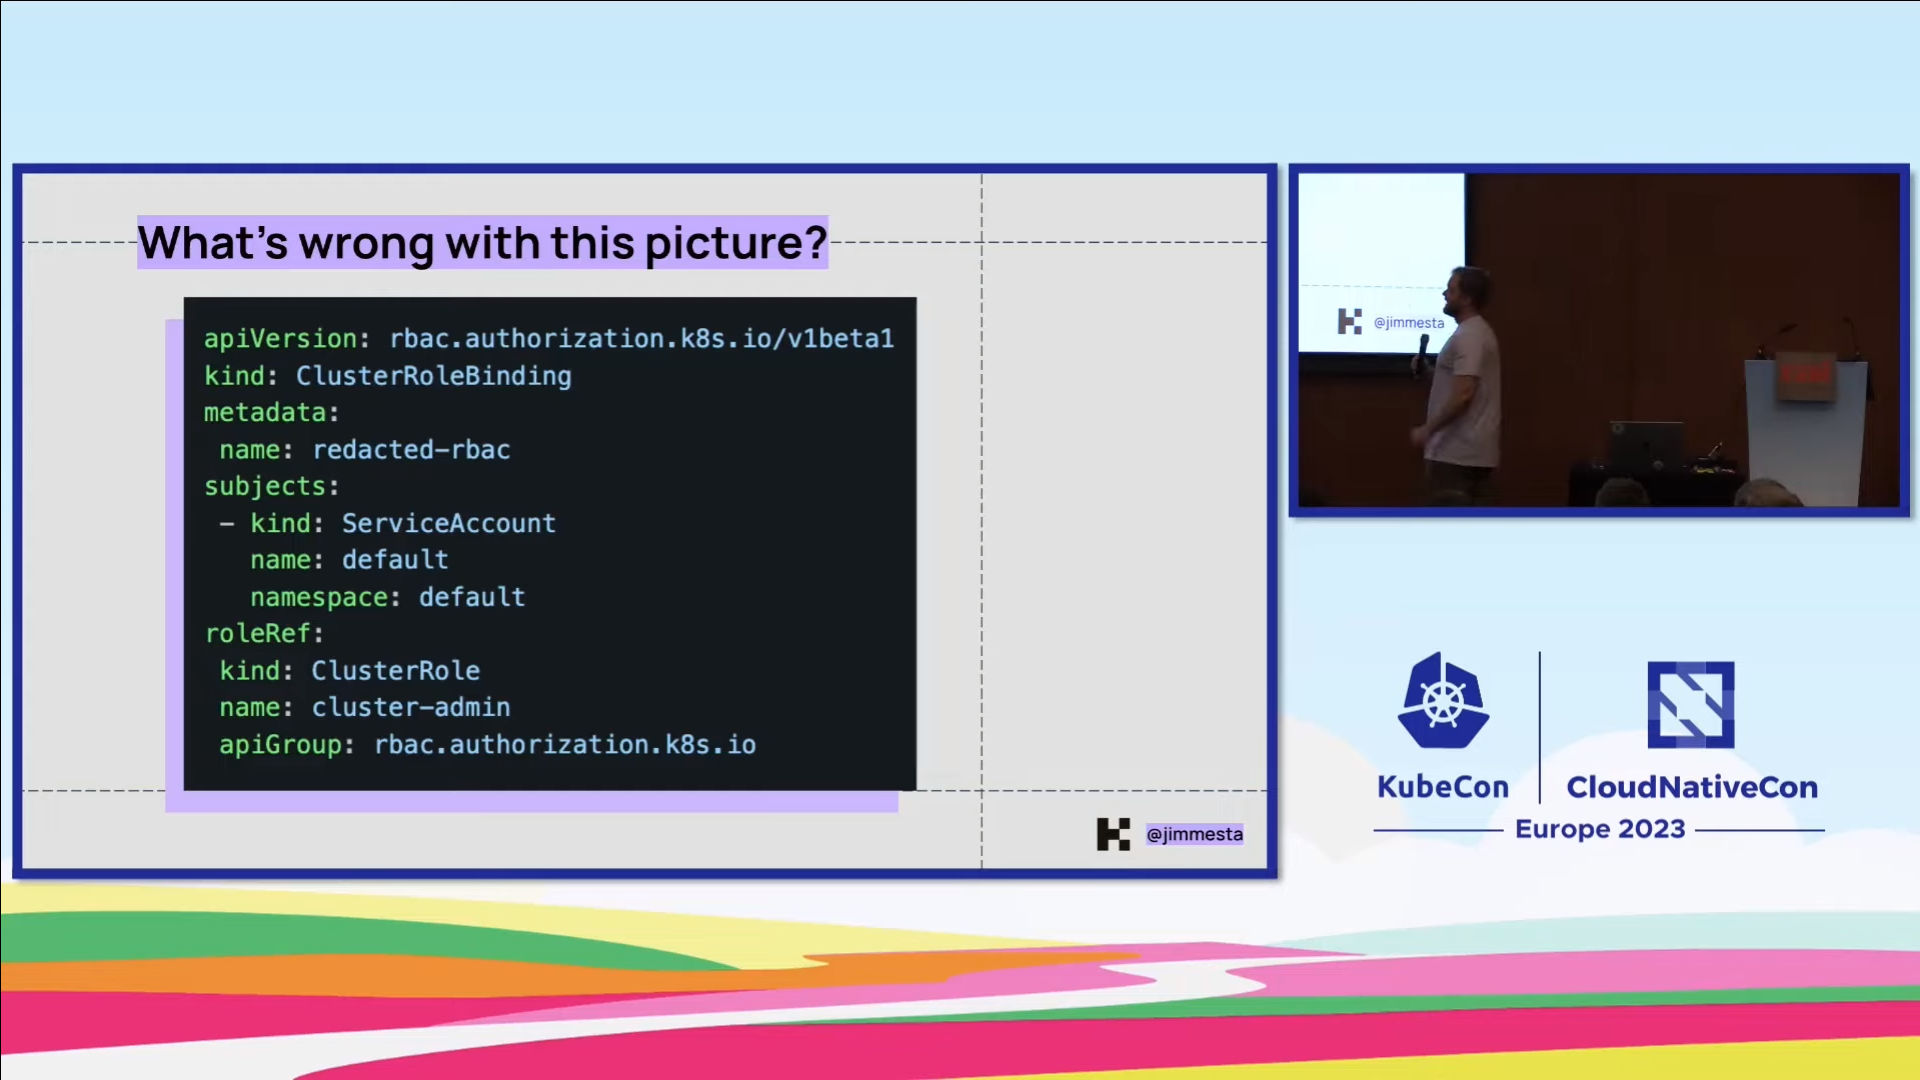 What's wrong with this picture?
apiVersion: rbac.authorization.k8s.io/v1beta1
kind: ClusterRoleBinding
metadata:
 name: redacted-rbac
subjects:
 - kind: ServiceAccount
   name: default
   namespace: default
roleRef:
 kind: ClusterRole
 name: cluster-admin
 apiGroup: rbac.authorization.k8s.io
@jimmesta
@jimmesta
KubeCon
CloudNativeCon
Europe 2023